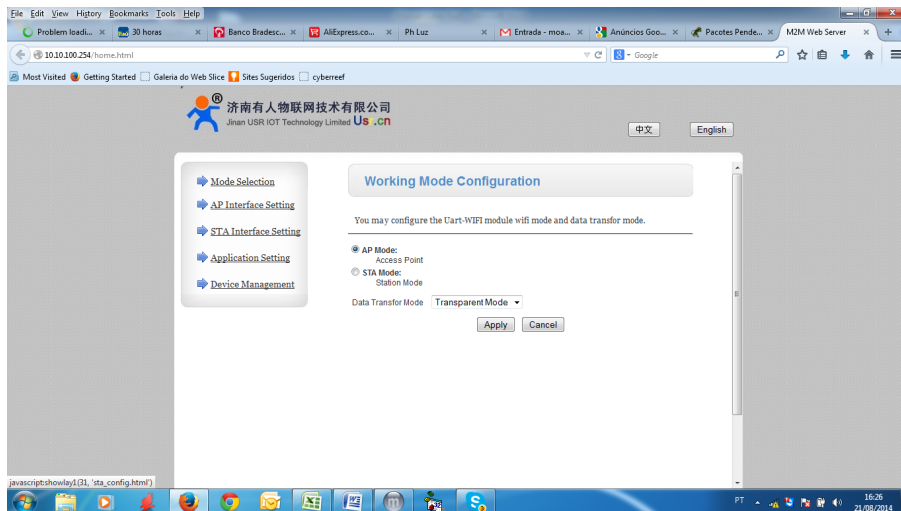 File Edit View History Bookmarks Tools Help
Problem loadi... × 30 horas × Banco Bradesc... × AliExpress.co... × Ph Luz × Entrada - moa... × Anúncios Goo... × Pacotes Pende... × M2M Web Server × +
10.10.100.254/home.html Google
Most Visited Getting Started Galeria do Web Slice Sites Sugeridos cyberreef
济南有人物联网技术有限公司
Jinan USR IOT Technology Limited Usr.cn
中文 English
Mode Selection
AP Interface Setting
STA Interface Setting
Application Setting
Device Management
Working Mode Configuration
You may configure the Uart-WIFI module wifi mode and data transfor mode.
AP Mode:
Access Point
STA Mode:
Station Mode
Data Transfor Mode Transparent Mode
Apply Cancel
javascript:showlay1(31, 'sta_config.html')
PT 16:26
21/08/2014